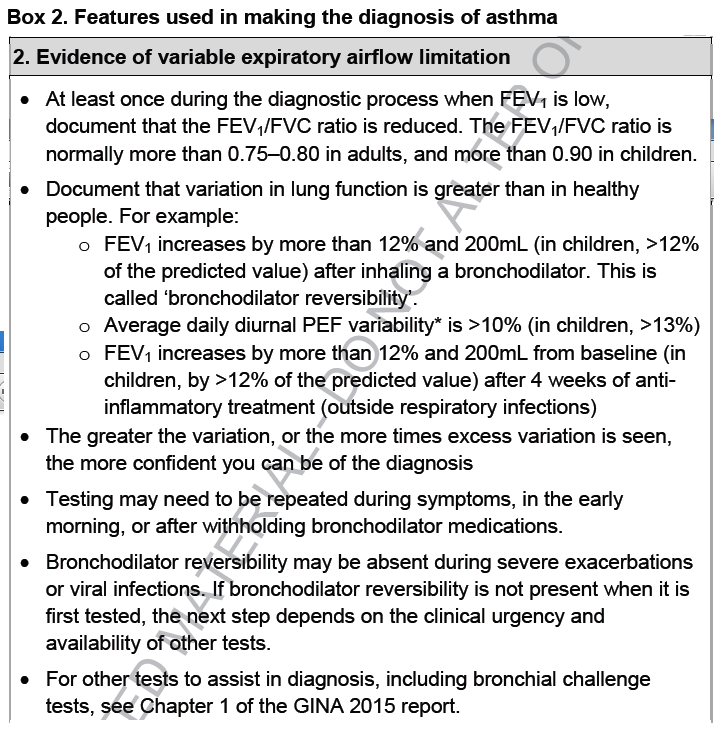 Box 2. Features used in making the diagnosis of asthma
2. Evidence of variable expiratory airflow limitation
• At least once during the diagnostic process when FEV₁ is low,
document that the FEV₁/FVC ratio is reduced. The FEV₁/FVC ratio is
normally more than 0.75–0.80 in adults, and more than 0.90 in children.
• Document that variation in lung function is greater than in healthy
people. For example:
o FEV₁ increases by more than 12% and 200mL (in children, >12%
of the predicted value) after inhaling a bronchodilator. This is
called ‘bronchodilator reversibility’.
o Average daily diurnal PEF variability* is >10% (in children, >13%)
o FEV₁ increases by more than 12% and 200mL from baseline (in
children, by >12% of the predicted value) after 4 weeks of anti-
inflammatory treatment (outside respiratory infections)
• The greater the variation, or the more times excess variation is seen,
the more confident you can be of the diagnosis
• Testing may need to be repeated during symptoms, in the early
morning, or after withholding bronchodilator medications.
• Bronchodilator reversibility may be absent during severe exacerbations
or viral infections. If bronchodilator reversibility is not present when it is
first tested, the next step depends on the clinical urgency and
availability of other tests.
• For other tests to assist in diagnosis, including bronchial challenge
tests, see Chapter 1 of the GINA 2015 report.
MATERIAL - DO NOT ALTER